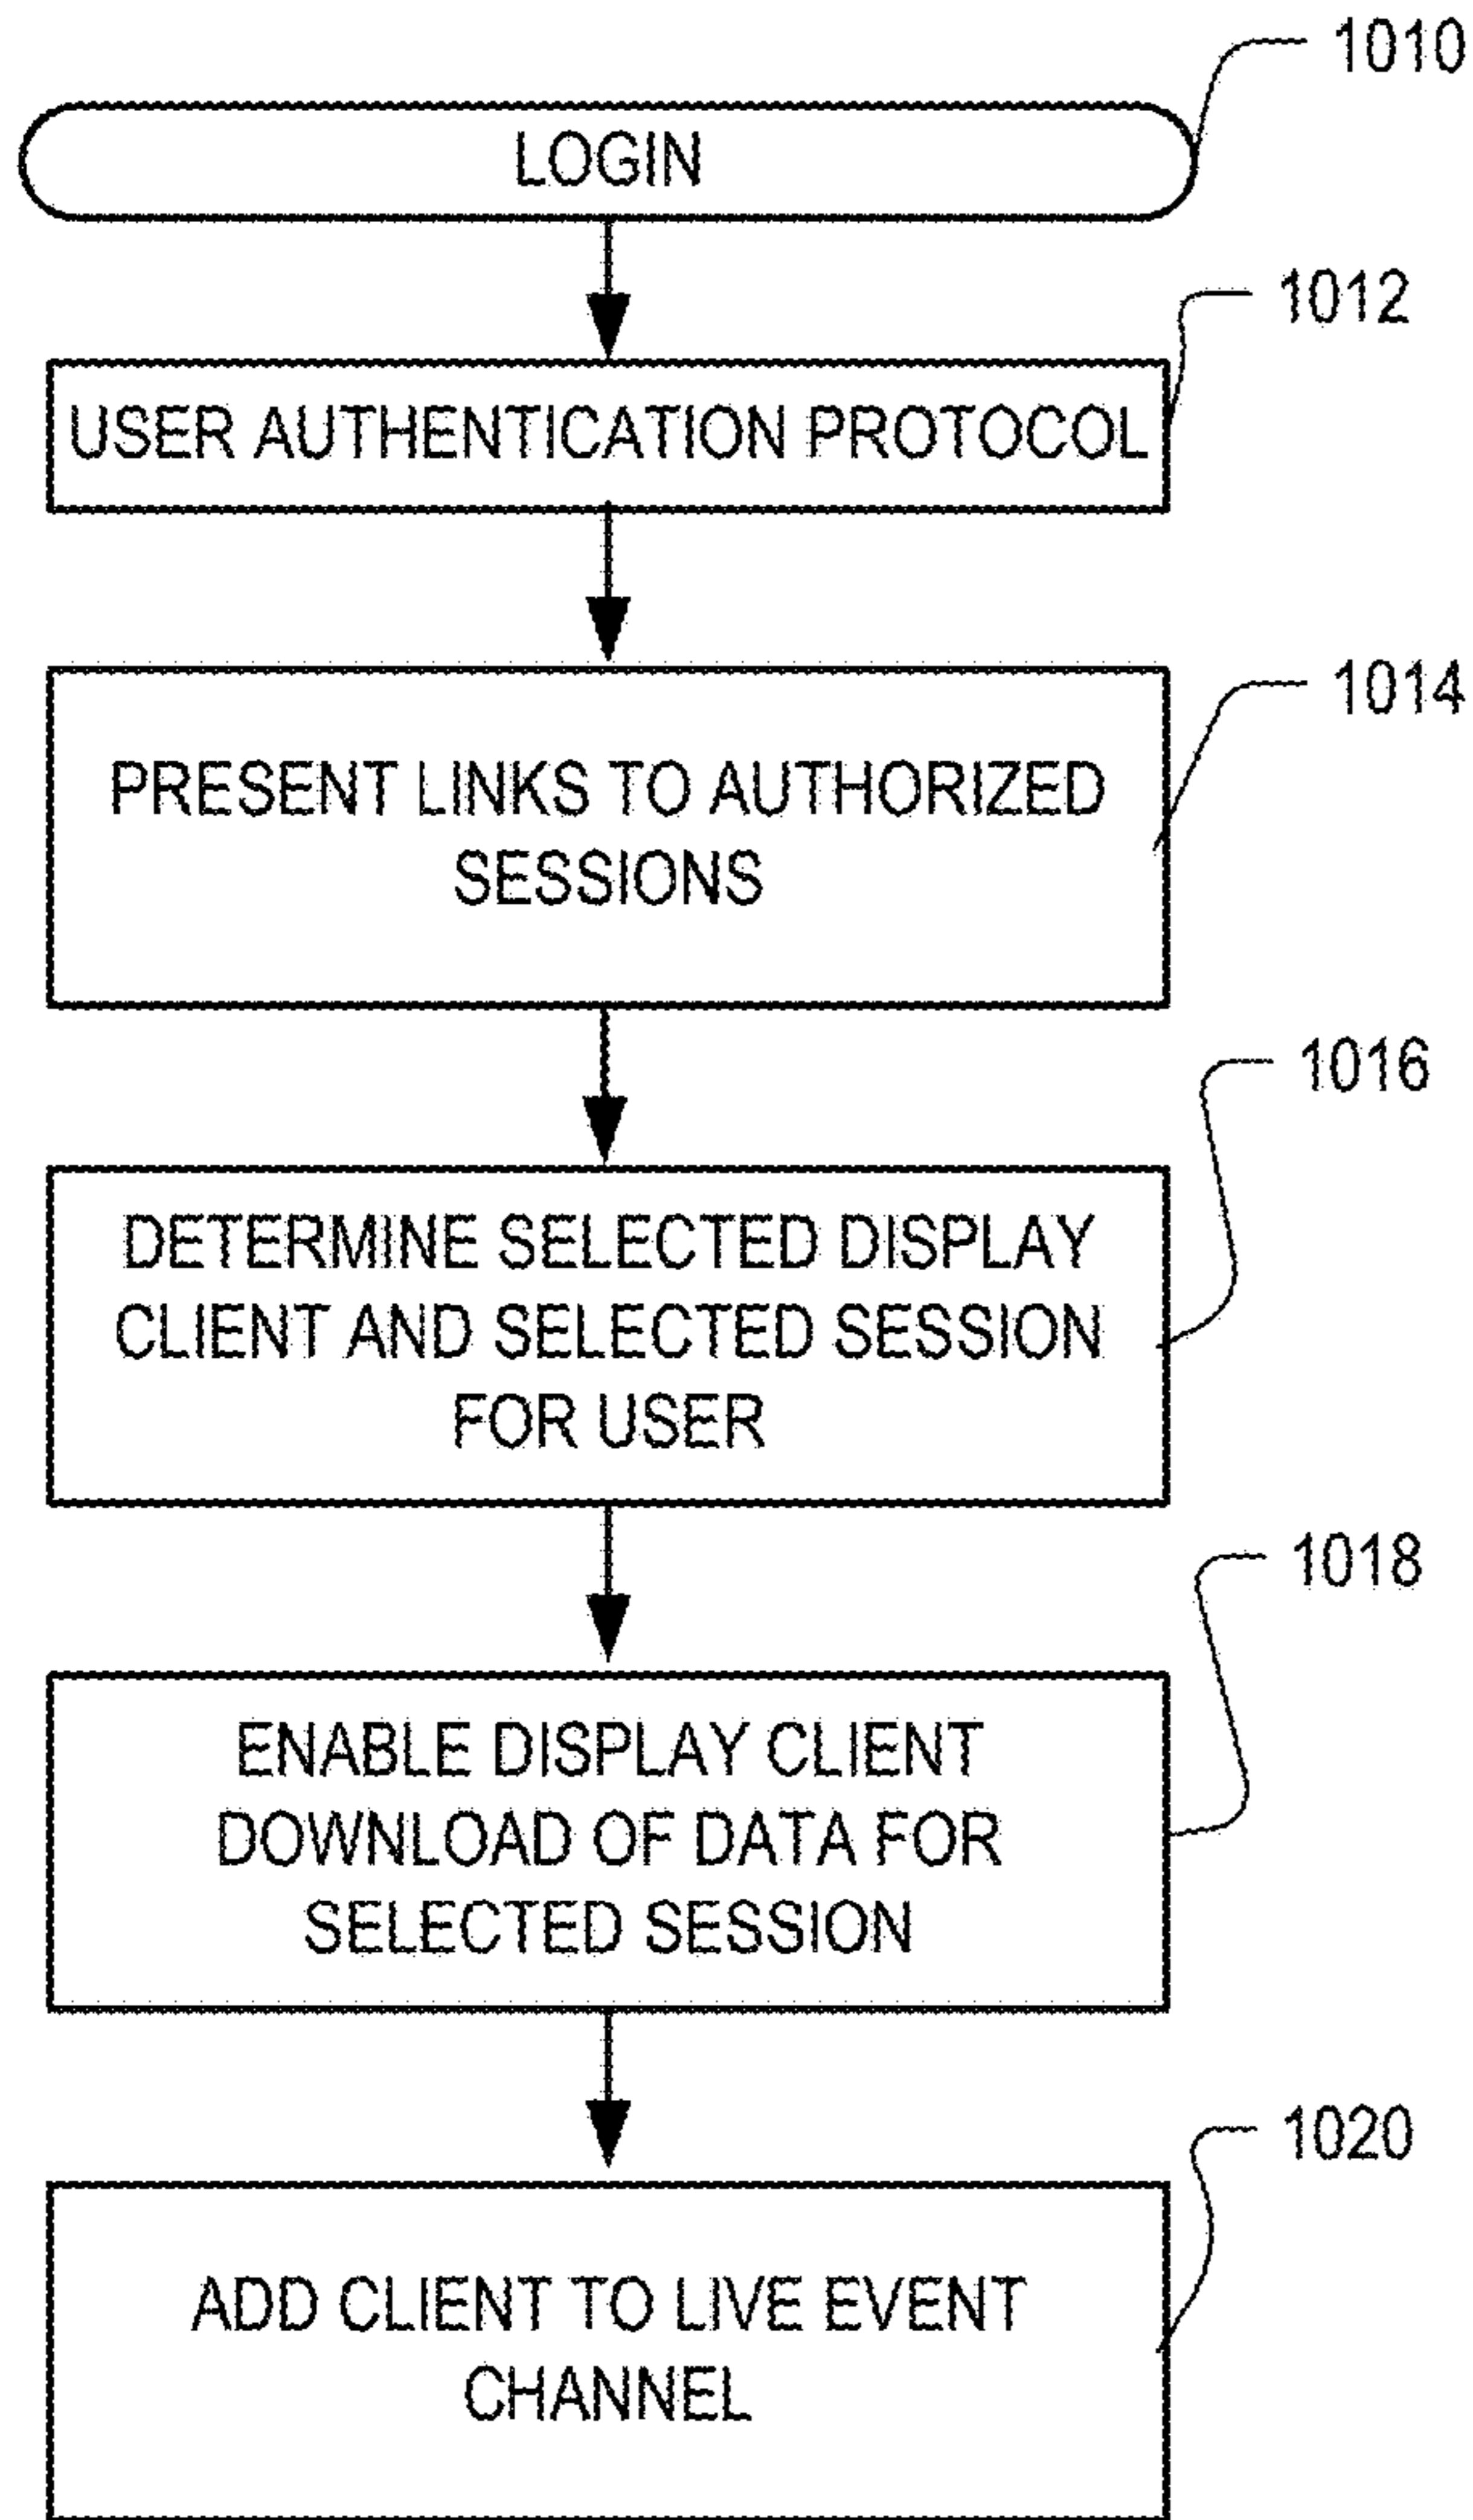 1010
LOGIN
1012
USER AUTHENTICATION PROTOCOL
1014
PRESENT LINKS TO AUTHORIZED
SESSIONS
1016
DETERMINE SELECTED DISPLAY
CLIENT AND SELECTED SESSION
FOR USER
1018
ENABLE DISPLAY CLIENT
DOWNLOAD OF DATA FOR
SELECTED SESSION
1020
ADD CLIENT TO LIVE EVENT
CHANNEL